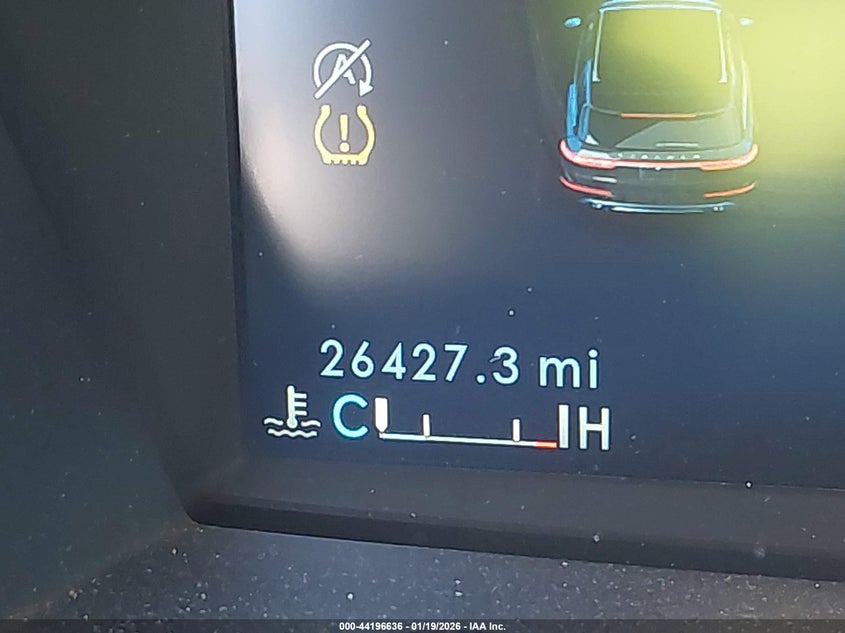 A
!
26427.3 mi
C H
000-44196636 - 01/19/2026 - IAA Inc.